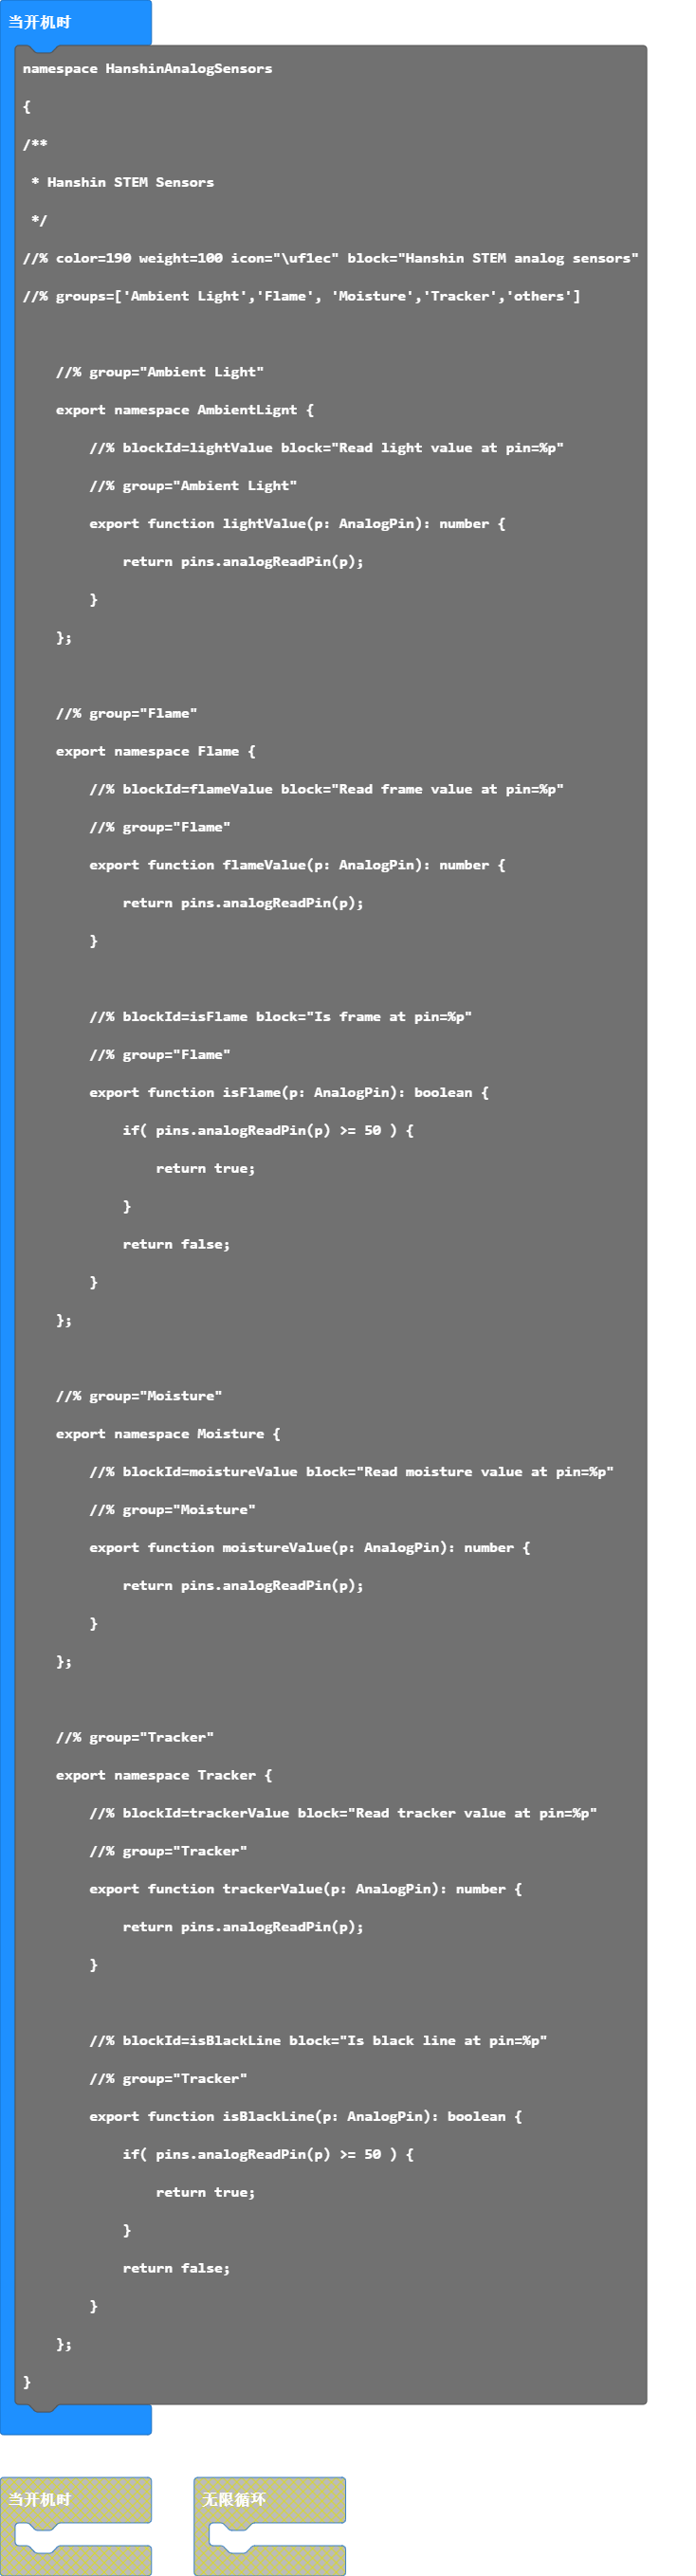 当开机时
namespace HanshinAnalogSensors
{
/**
 * Hanshin STEM Sensors
 */
//% color=190 weight=100 icon="\uf1ec" block="Hanshin STEM analog sensors"
//% groups=['Ambient Light','Flame', 'Moisture','Tracker','others']
    //% group="Ambient Light"
    export namespace AmbientLignt {
        //% blockId=lightValue block="Read light value at pin=%p"
        //% group="Ambient Light"
        export function lightValue(p: AnalogPin): number {
            return pins.analogReadPin(p);
        }
    };
    //% group="Flame"
    export namespace Flame {
        //% blockId=flameValue block="Read frame value at pin=%p"
        //% group="Flame"
        export function flameValue(p: AnalogPin): number {
            return pins.analogReadPin(p);
        }
        //% blockId=isFlame block="Is frame at pin=%p"
        //% group="Flame"
        export function isFlame(p: AnalogPin): boolean {
            if( pins.analogReadPin(p) >= 50 ) {
                return true;
            }
            return false;
        }
    };
    //% group="Moisture"
    export namespace Moisture {
        //% blockId=moistureValue block="Read moisture value at pin=%p"
        //% group="Moisture"
        export function moistureValue(p: AnalogPin): number {
            return pins.analogReadPin(p);
        }
    };
    //% group="Tracker"
    export namespace Tracker {
        //% blockId=trackerValue block="Read tracker value at pin=%p"
        //% group="Tracker"
        export function trackerValue(p: AnalogPin): number {
            return pins.analogReadPin(p);
        }
        //% blockId=isBlackLine block="Is black line at pin=%p"
        //% group="Tracker"
        export function isBlackLine(p: AnalogPin): boolean {
            if( pins.analogReadPin(p) >= 50 ) {
                return true;
            }
            return false;
        }
    };
}
当开机时
无限循环